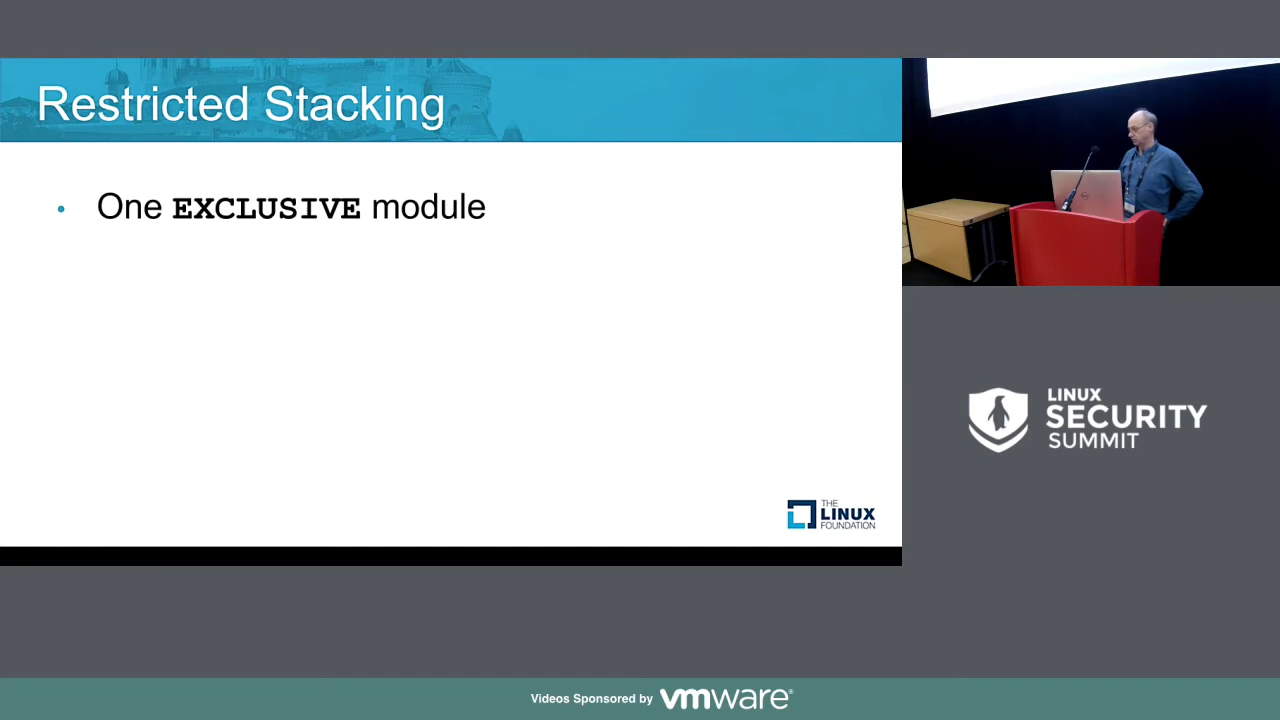 Restricted Stacking
• One EXCLUSIVE module
THE
LINUX
FOUNDATION
LINUX
SECURITY
SUMMIT
Videos Sponsored by vmware®